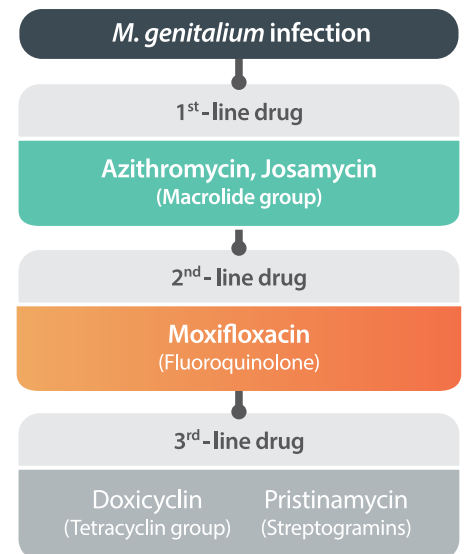 M. genitalium infection
1st-line drug
Azithromycin, Josamycin
(Macrolide group)
2nd-line drug
Moxifloxacin
(Fluoroquinolone)
3rd-line drug
Doxicyclin Pristinamycin
(Tetracyclin group) (Streptogramins)